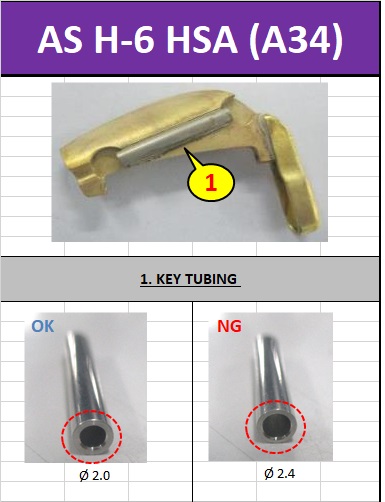 AS H-6 HSA (A34)
1
1. KEY TUBING
OK
NG
Ø 2.0
Ø 2.4